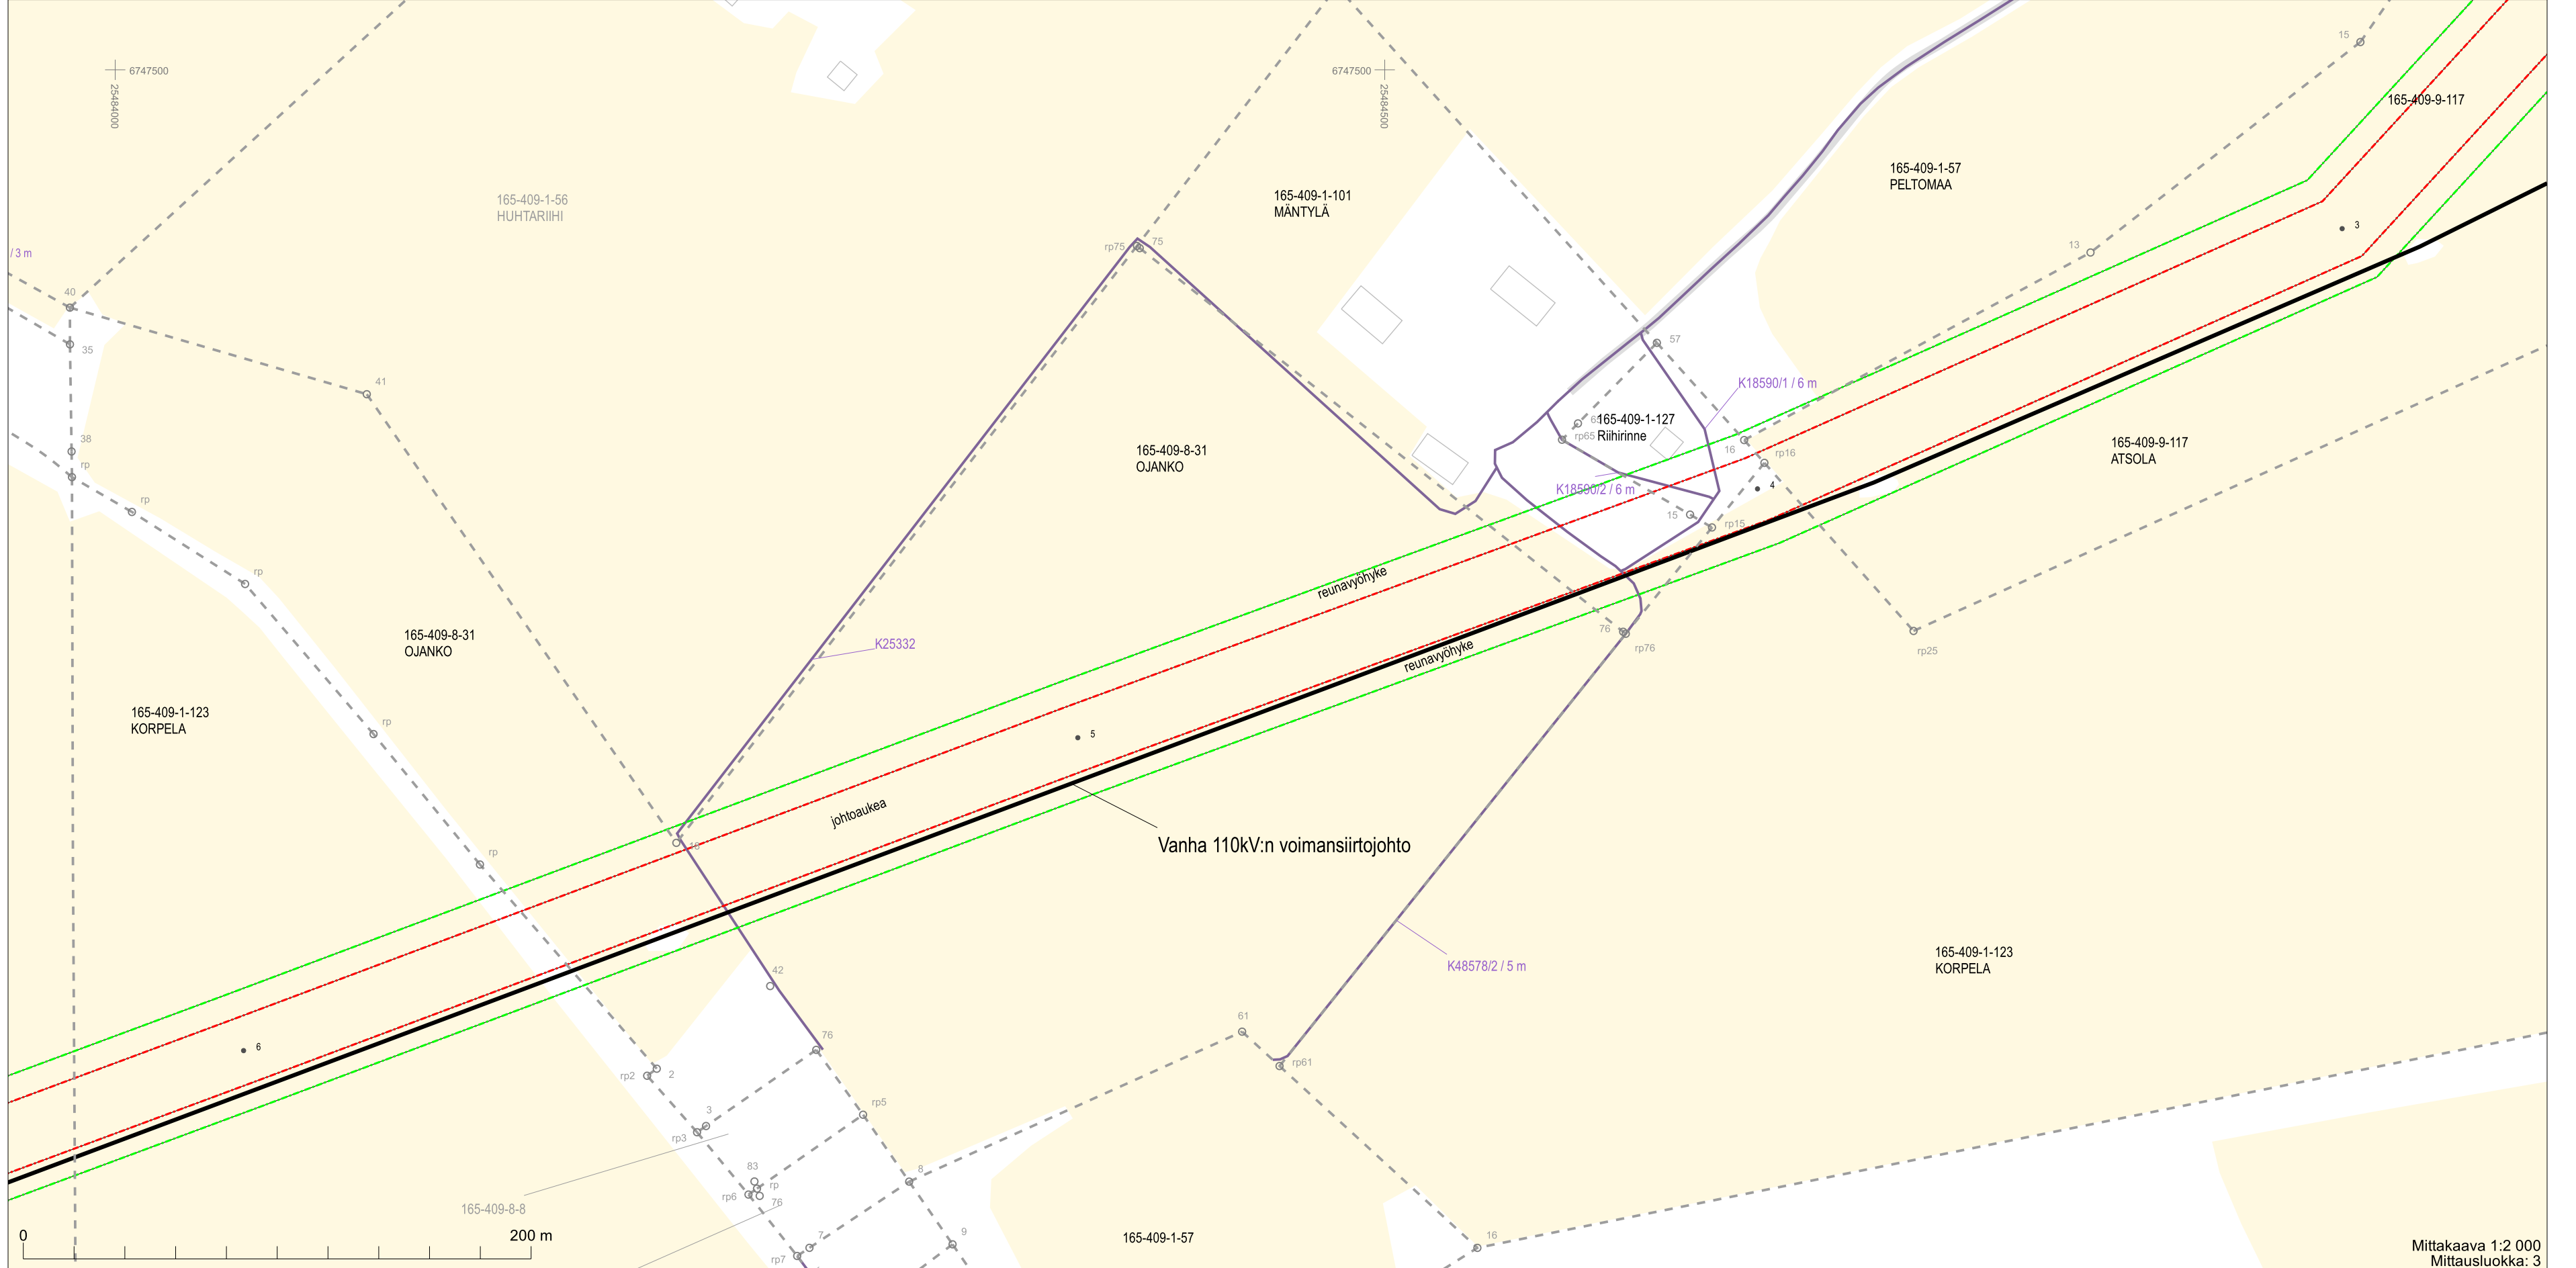 15
6747500
25484000
6747500
25484500
165-409-9-117
165-409-1-57
PELTOMAA
165-409-1-56
HUHTARIIHI
165-409-1-101
MÄNTYLÄ
3
/ 3 m
rp75
75
13
40
57
35
41
K18590/1 / 6 m
165-409-1-127
Riihirinne
rp65
38
165-409-8-31
OJANKO
16
rp16
165-409-9-117
ATSOLA
rp
K18590/2 / 6 m
4
rp
15
rp15
rp
reunavyöhyke
76
165-409-8-31
OJANKO
K25332
reunavyöhyke
rp76
rp25
165-409-1-123
KORPELA
rp
5
johtoaukea
Vanha 110kV:n voimansiirtojohto
rp
165-409-1-123
KORPELA
42
K48578/2 / 5 m
61
76
6
rp2
2
rp61
rp5
3
rp3
83
8
rp
rp6
76
165-409-8-8
0
200 m
7
9
165-409-1-57
16
rp7
Mittakaava 1:2 000
Mittausluokka: 3